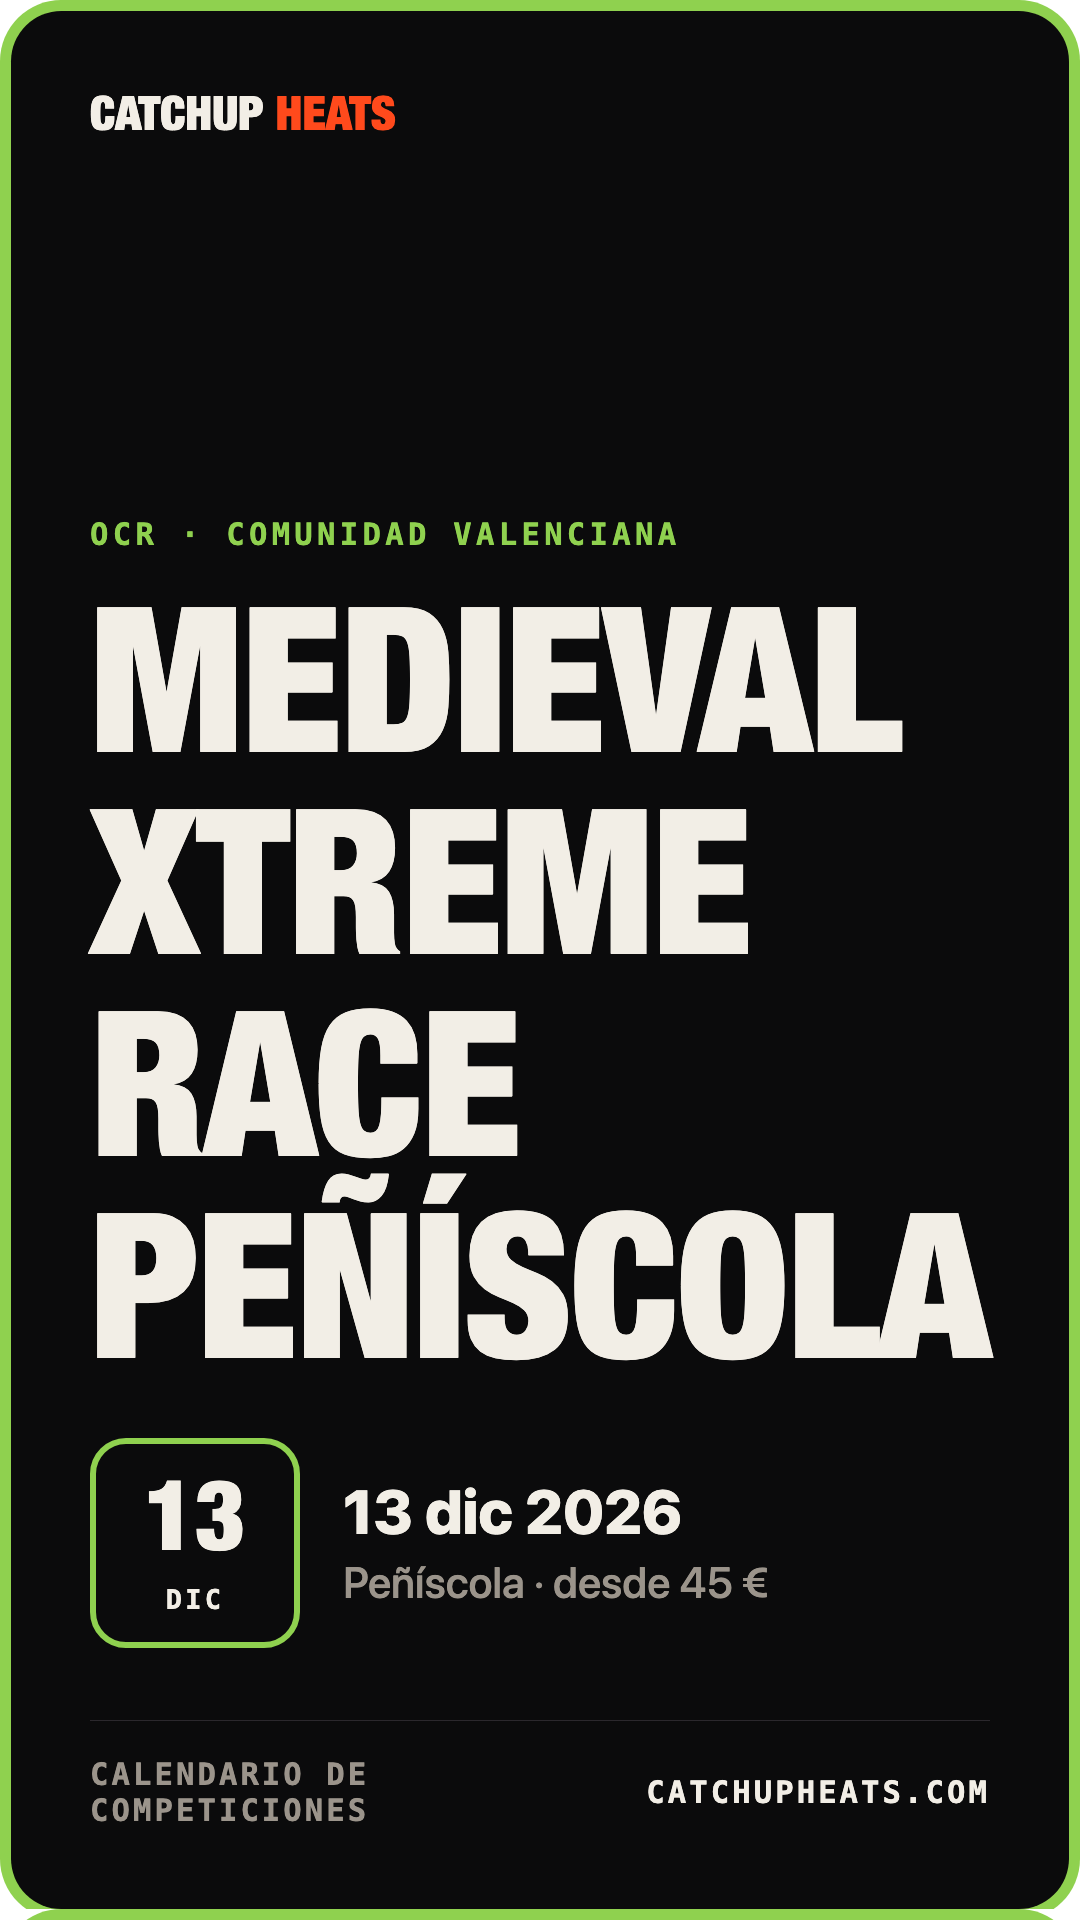 CATCHUP HEATS
OCR · COMUNIDAD VALENCIANA
MEDIEVAL
XTREME
RACE
PEÑÍSCOLA
13
DIC
13 dic 2026
Peñíscola · desde 45 €
CALENDARIO DE
COMPETICIONES
CATCHUPHEATS.COM